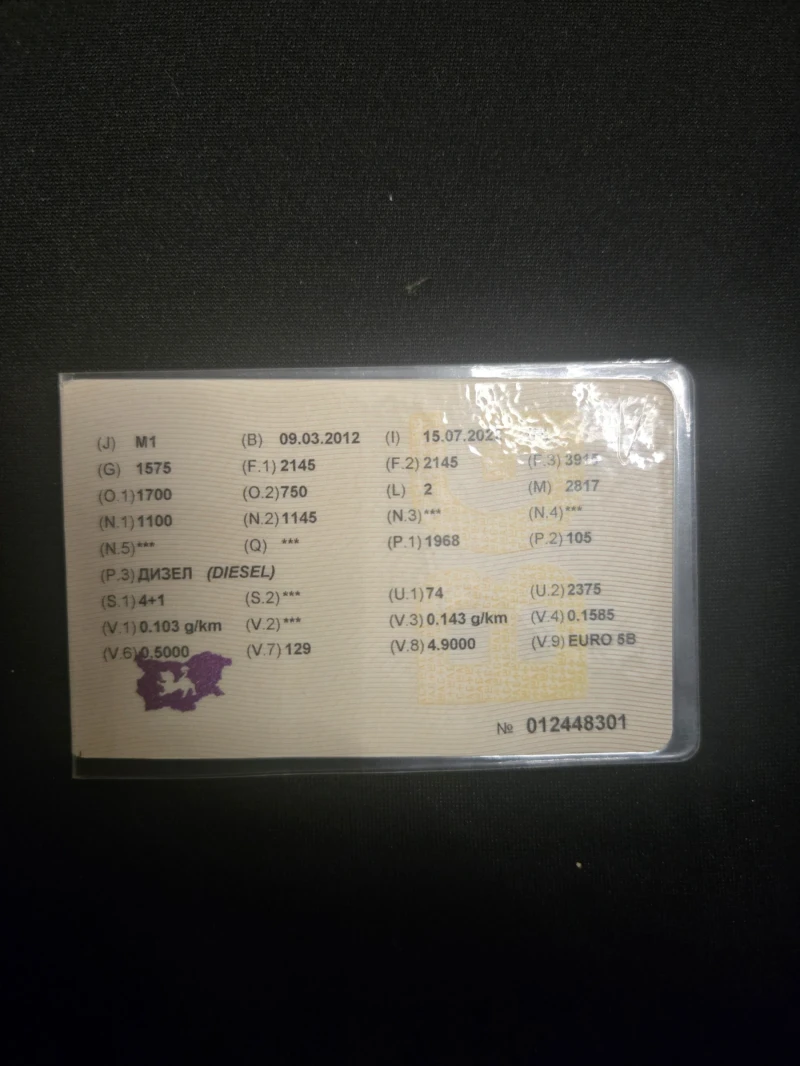 (J) M1 (B) 09.03.2012 (I)
(G) 1575 (F.1) 2145 (F.2) 2145 (F.3)
(O.1) 1700 (O.2) 750 (L) 2 (M) 2817
(N.1) 1100 (N.2) 1145 (N.3) *** (N.4) ***
(N.5) *** (Q) *** (P.1) 1968 (P.2) 105
(P.3) ДИЗЕЛ (DIESEL)
(S.1) 4+1 (S.2) *** (U.1) 74 (U.2) 2375
(V.1) 0.103 g/km (V.2) *** (V.3) 0.143 g/km (V.4) 0.1585
(V.6) 0.5000 (V.7) 129 (V.8) 4.9000 (V.9) EURO 5B
№ 012448301